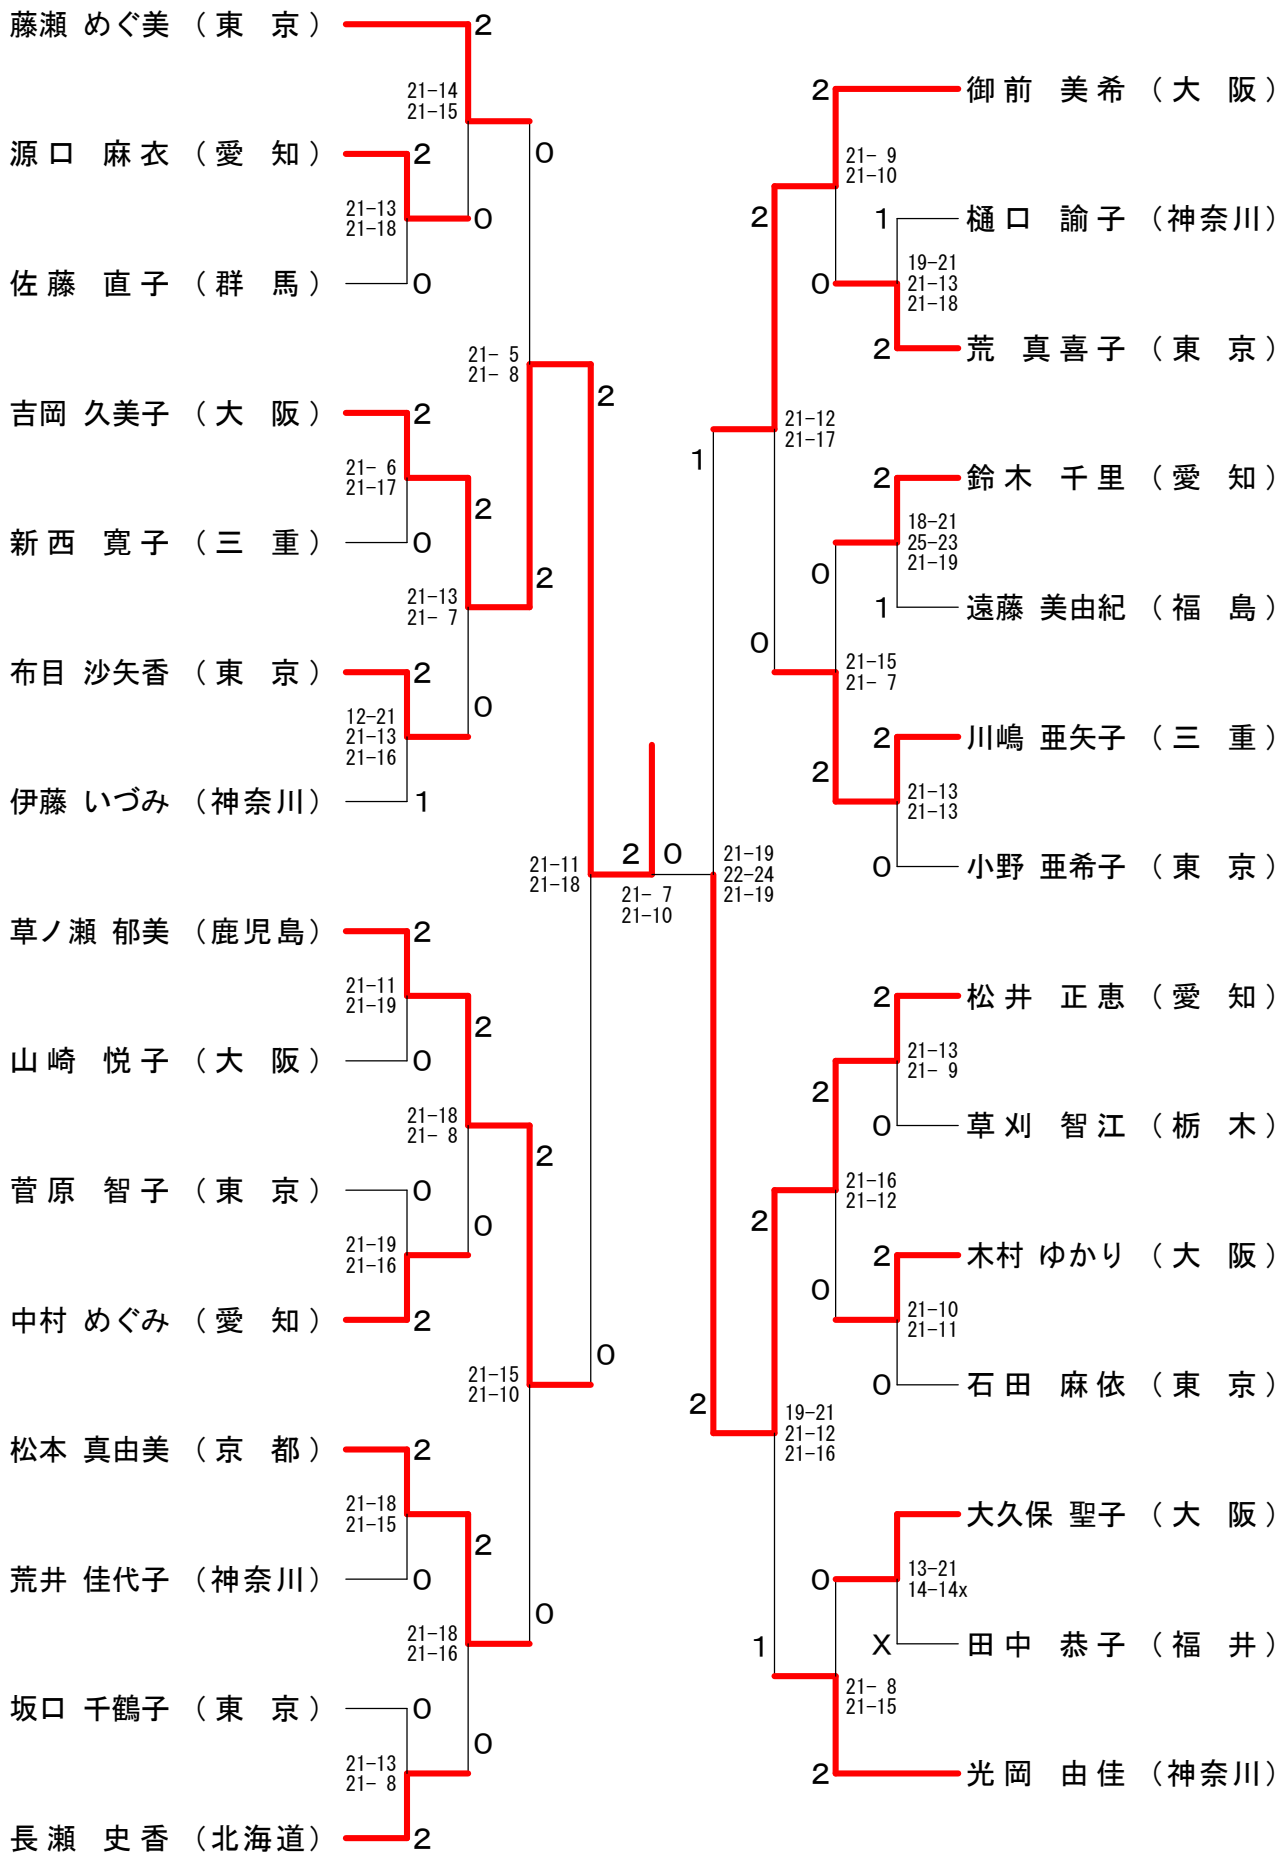 藤瀬 めぐ美 （東 京） 2
21-14
21-15
源口 麻衣 （愛 知） 2
0
21-13
21-18
0
佐藤 直子 （群 馬） 0
21- 5
21- 8
2
吉岡 久美子 （大 阪） 2
21- 6
21-17
2
新西 寛子 （三 重） 0
2
21-13
21- 7
布目 沙矢香 （東 京） 2
0
12-21
21-13
21-16
伊藤 いづみ （神奈川） 1
21-11
21-18
2 0
21- 7
21-10
草ノ瀬 郁美 （鹿児島） 2
21-11
21-19
2
山崎 悦子 （大 阪） 0
21-18
21- 8
2
菅原 智子 （東 京） 0
0
21-19
21-16
中村 めぐみ （愛 知） 2
0
21-15
21-10
松本 真由美 （京 都） 2
21-18
21-15
2
荒井 佳代子 （神奈川） 0
0
21-18
21-16
坂口 千鶴子 （東 京） 0
0
21-13
21- 8
長瀬 史香 （北海道） 2
2 御前 美希 （大 阪）
21- 9
21-10
2
1 樋口 諭子 （神奈川）
0
19-21
21-13
21-18
2 荒 真喜子 （東 京）
21-12
21-17
1
2 鈴木 千里 （愛 知）
18-21
25-23
21-19
0
1 遠藤 美由紀 （福 島）
0
21-15
21- 7
2 川嶋 亜矢子 （三 重）
2
21-13
21-13
0 小野 亜希子 （東 京）
21-19
22-24
21-19
2 松井 正恵 （愛 知）
21-13
21- 9
2
0 草刈 智江 （栃 木）
21-16
21-12
2
2 木村 ゆかり （大 阪）
0
21-10
21-11
0 石田 麻依 （東 京）
2
19-21
21-12
21-16
大久保 聖子 （大 阪）
0
13-21
14-14x
X 田中 恭子 （福 井）
1
21- 8
21-15
2 光岡 由佳 （神奈川）